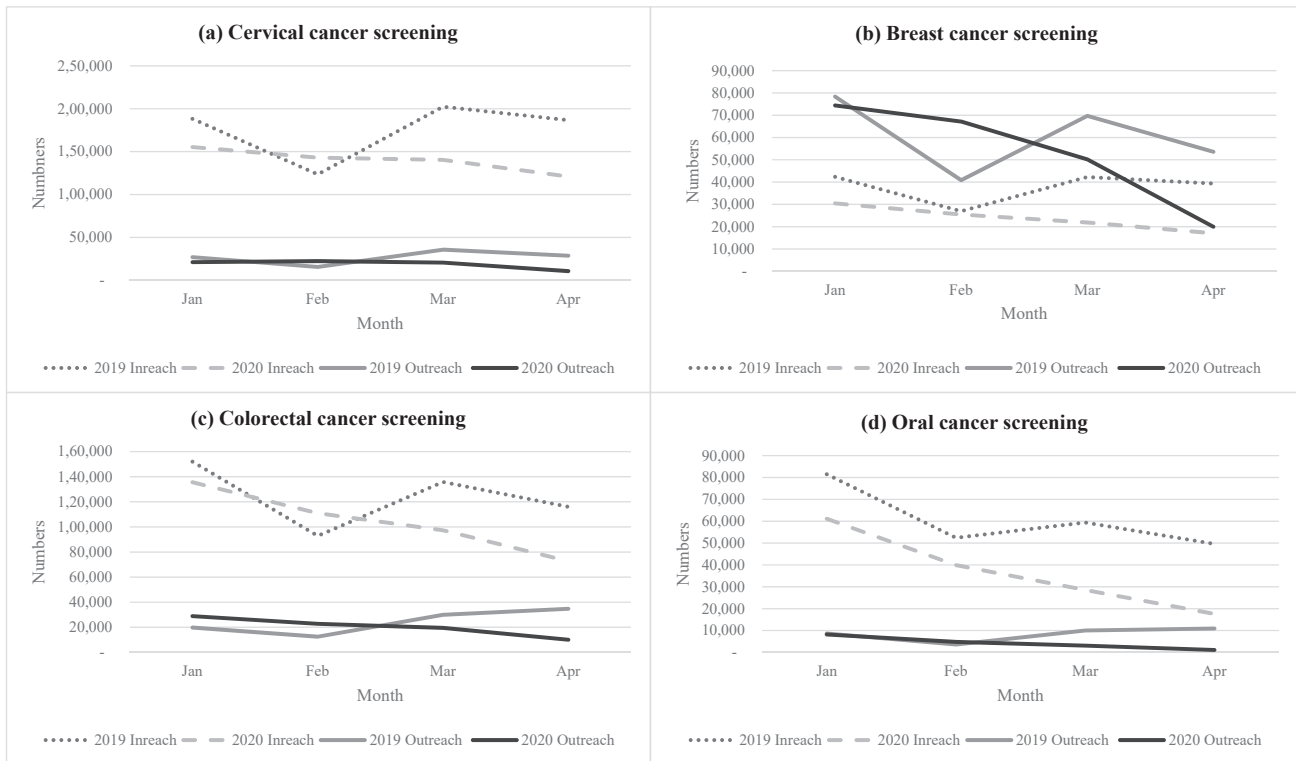 (a) Cervical cancer screening
2,50,000
2,00,000
1,50,000
1,00,000
50,000
-
Numbners
Jan Feb Mar Apr
Month
2019 Inreach 2020 Inreach 2019 Outreach 2020 Outreach
(b) Breast cancer screening
90,000
80,000
70,000
60,000
50,000
40,000
30,000
20,000
10,000
-
Numbers
Jan Feb Mar Apr
Month
2019 Inreach 2020 Inreach 2019 Outreach 2020 Outreach
(c) Colorectal cancer screening
1,60,000
1,40,000
1,20,000
1,00,000
80,000
60,000
40,000
20,000
-
Numbers
Jan Feb Mar Apr
Month
2019 Inreach 2020 Inreach 2019 Outreach 2020 Outreach
(d) Oral cancer screening
90,000
80,000
70,000
60,000
50,000
40,000
30,000
20,000
10,000
-
Numbers
Jan Feb Mar Apr
Month
2019 Inreach 2020 Inreach 2019 Outreach 2020 Outreach